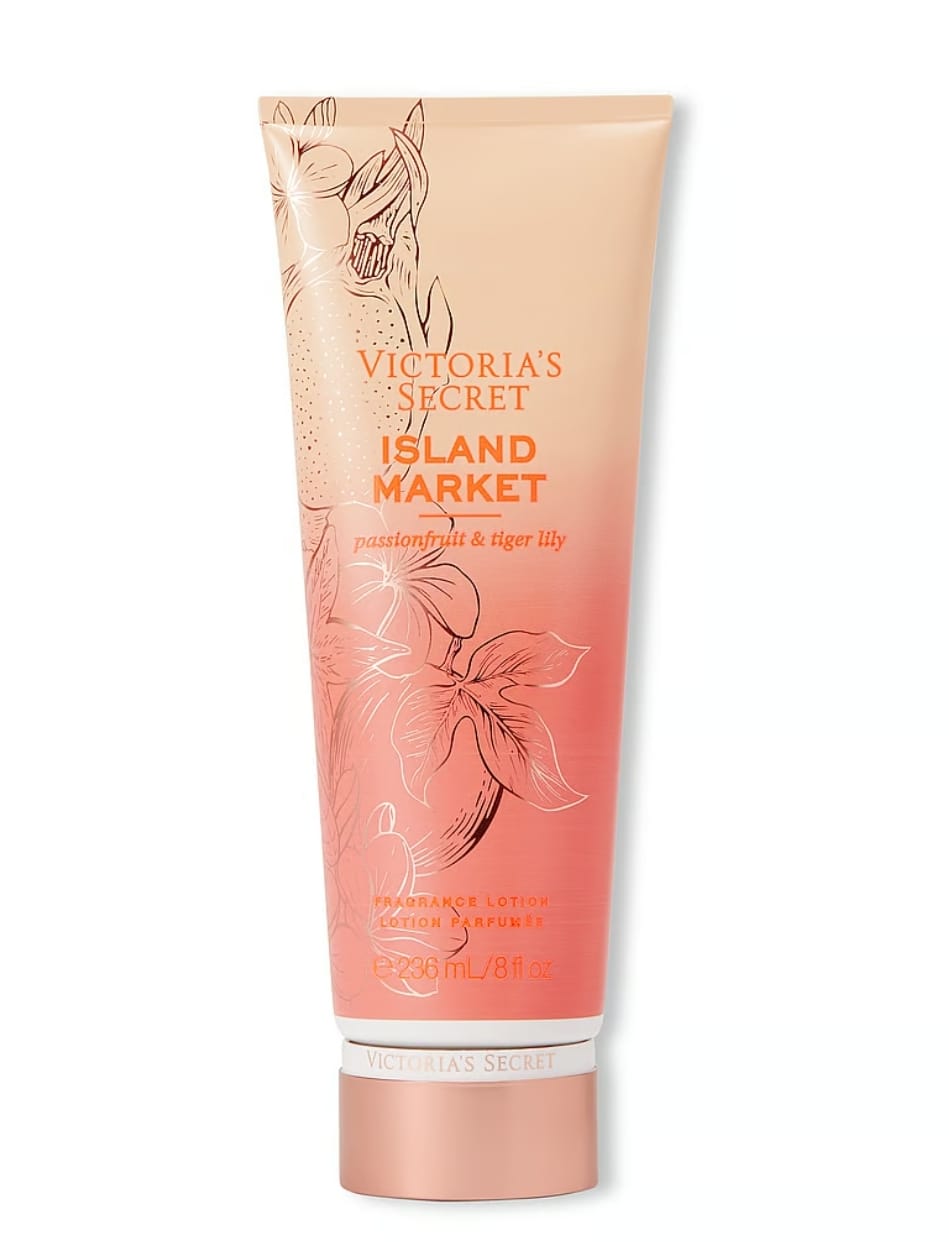 VICTORIA'S
SECRET
ISLAND
MARKET
passionfruit & tiger lily
FRAGRANCE LOTION
LOTION PARFUMÉE
℮ 236 mL/8 fl oz
VICTORIA'S SECRET